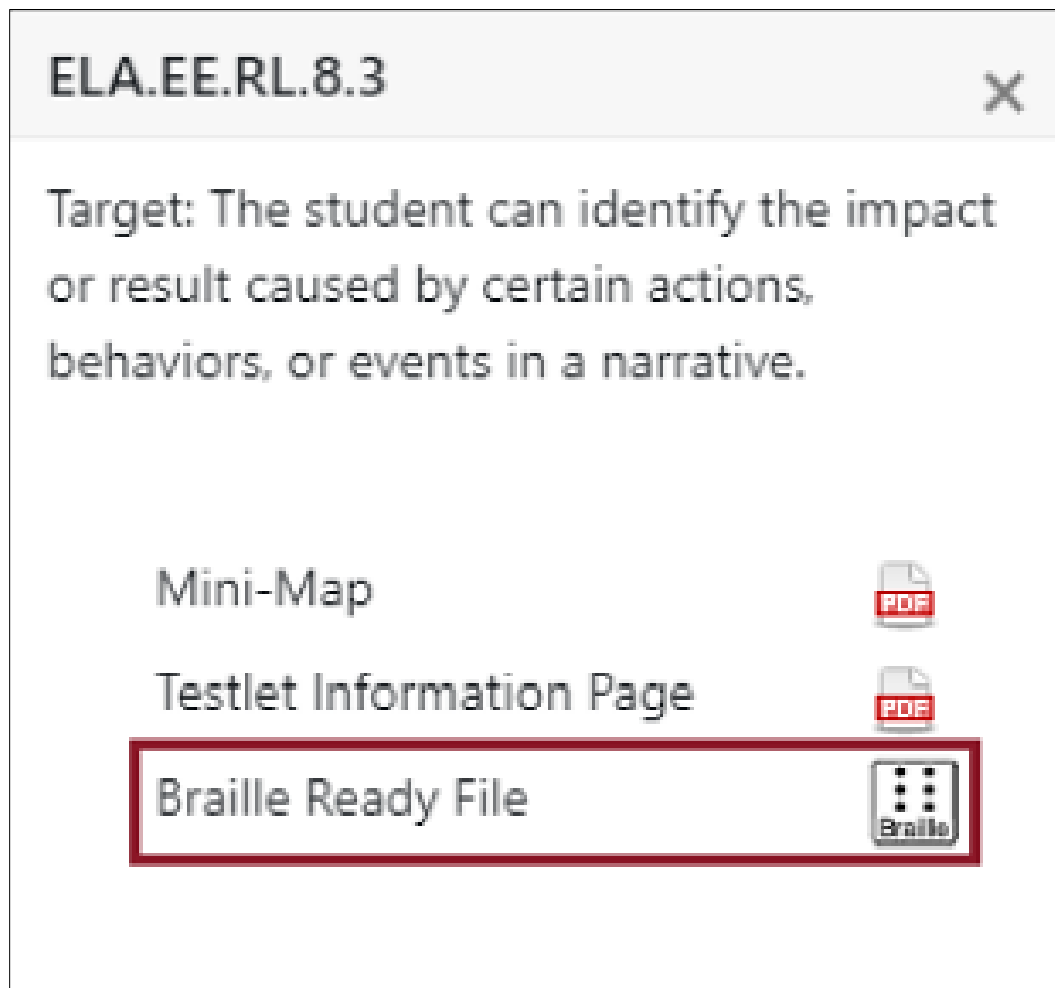 ELA.EE.RL.8.3
Target: The student can identify the impact
or result caused by certain actions,
behaviors, or events in a narrative.
Mini-Map PDF
Testlet Information Page PDF
Braille Ready File Braille